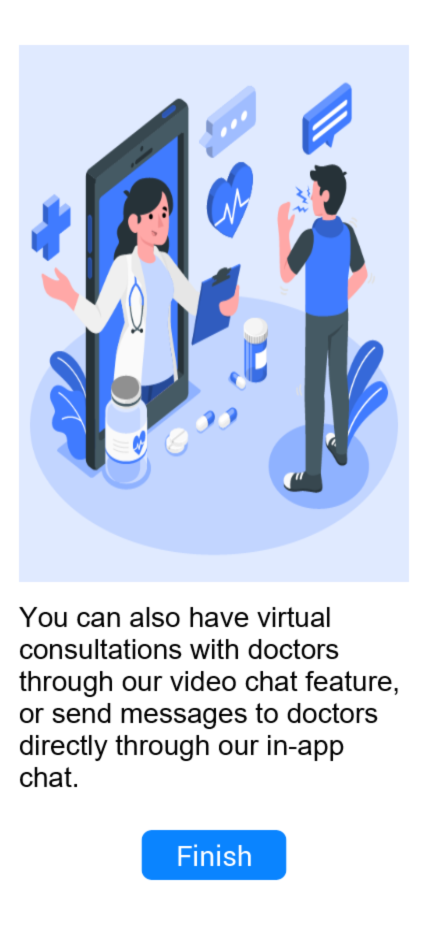 You can also have virtual
consultations with doctors
through our video chat feature,
or send messages to doctors
directly through our in-app
chat.
Finish